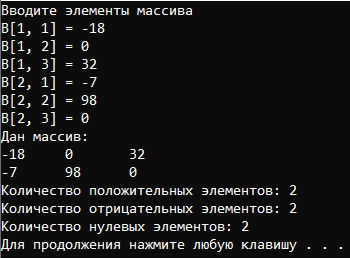 Вводите элементы массива
B[1, 1] = -18
B[1, 2] = 0
B[1, 3] = 32
B[2, 1] = -7
B[2, 2] = 98
B[2, 3] = 0
Дан массив:
-18 0 32
-7 98 0
Количество положительных элементов: 2
Количество отрицательных элементов: 2
Количество нулевых элементов: 2
Для продолжения нажмите любую клавишу . . .